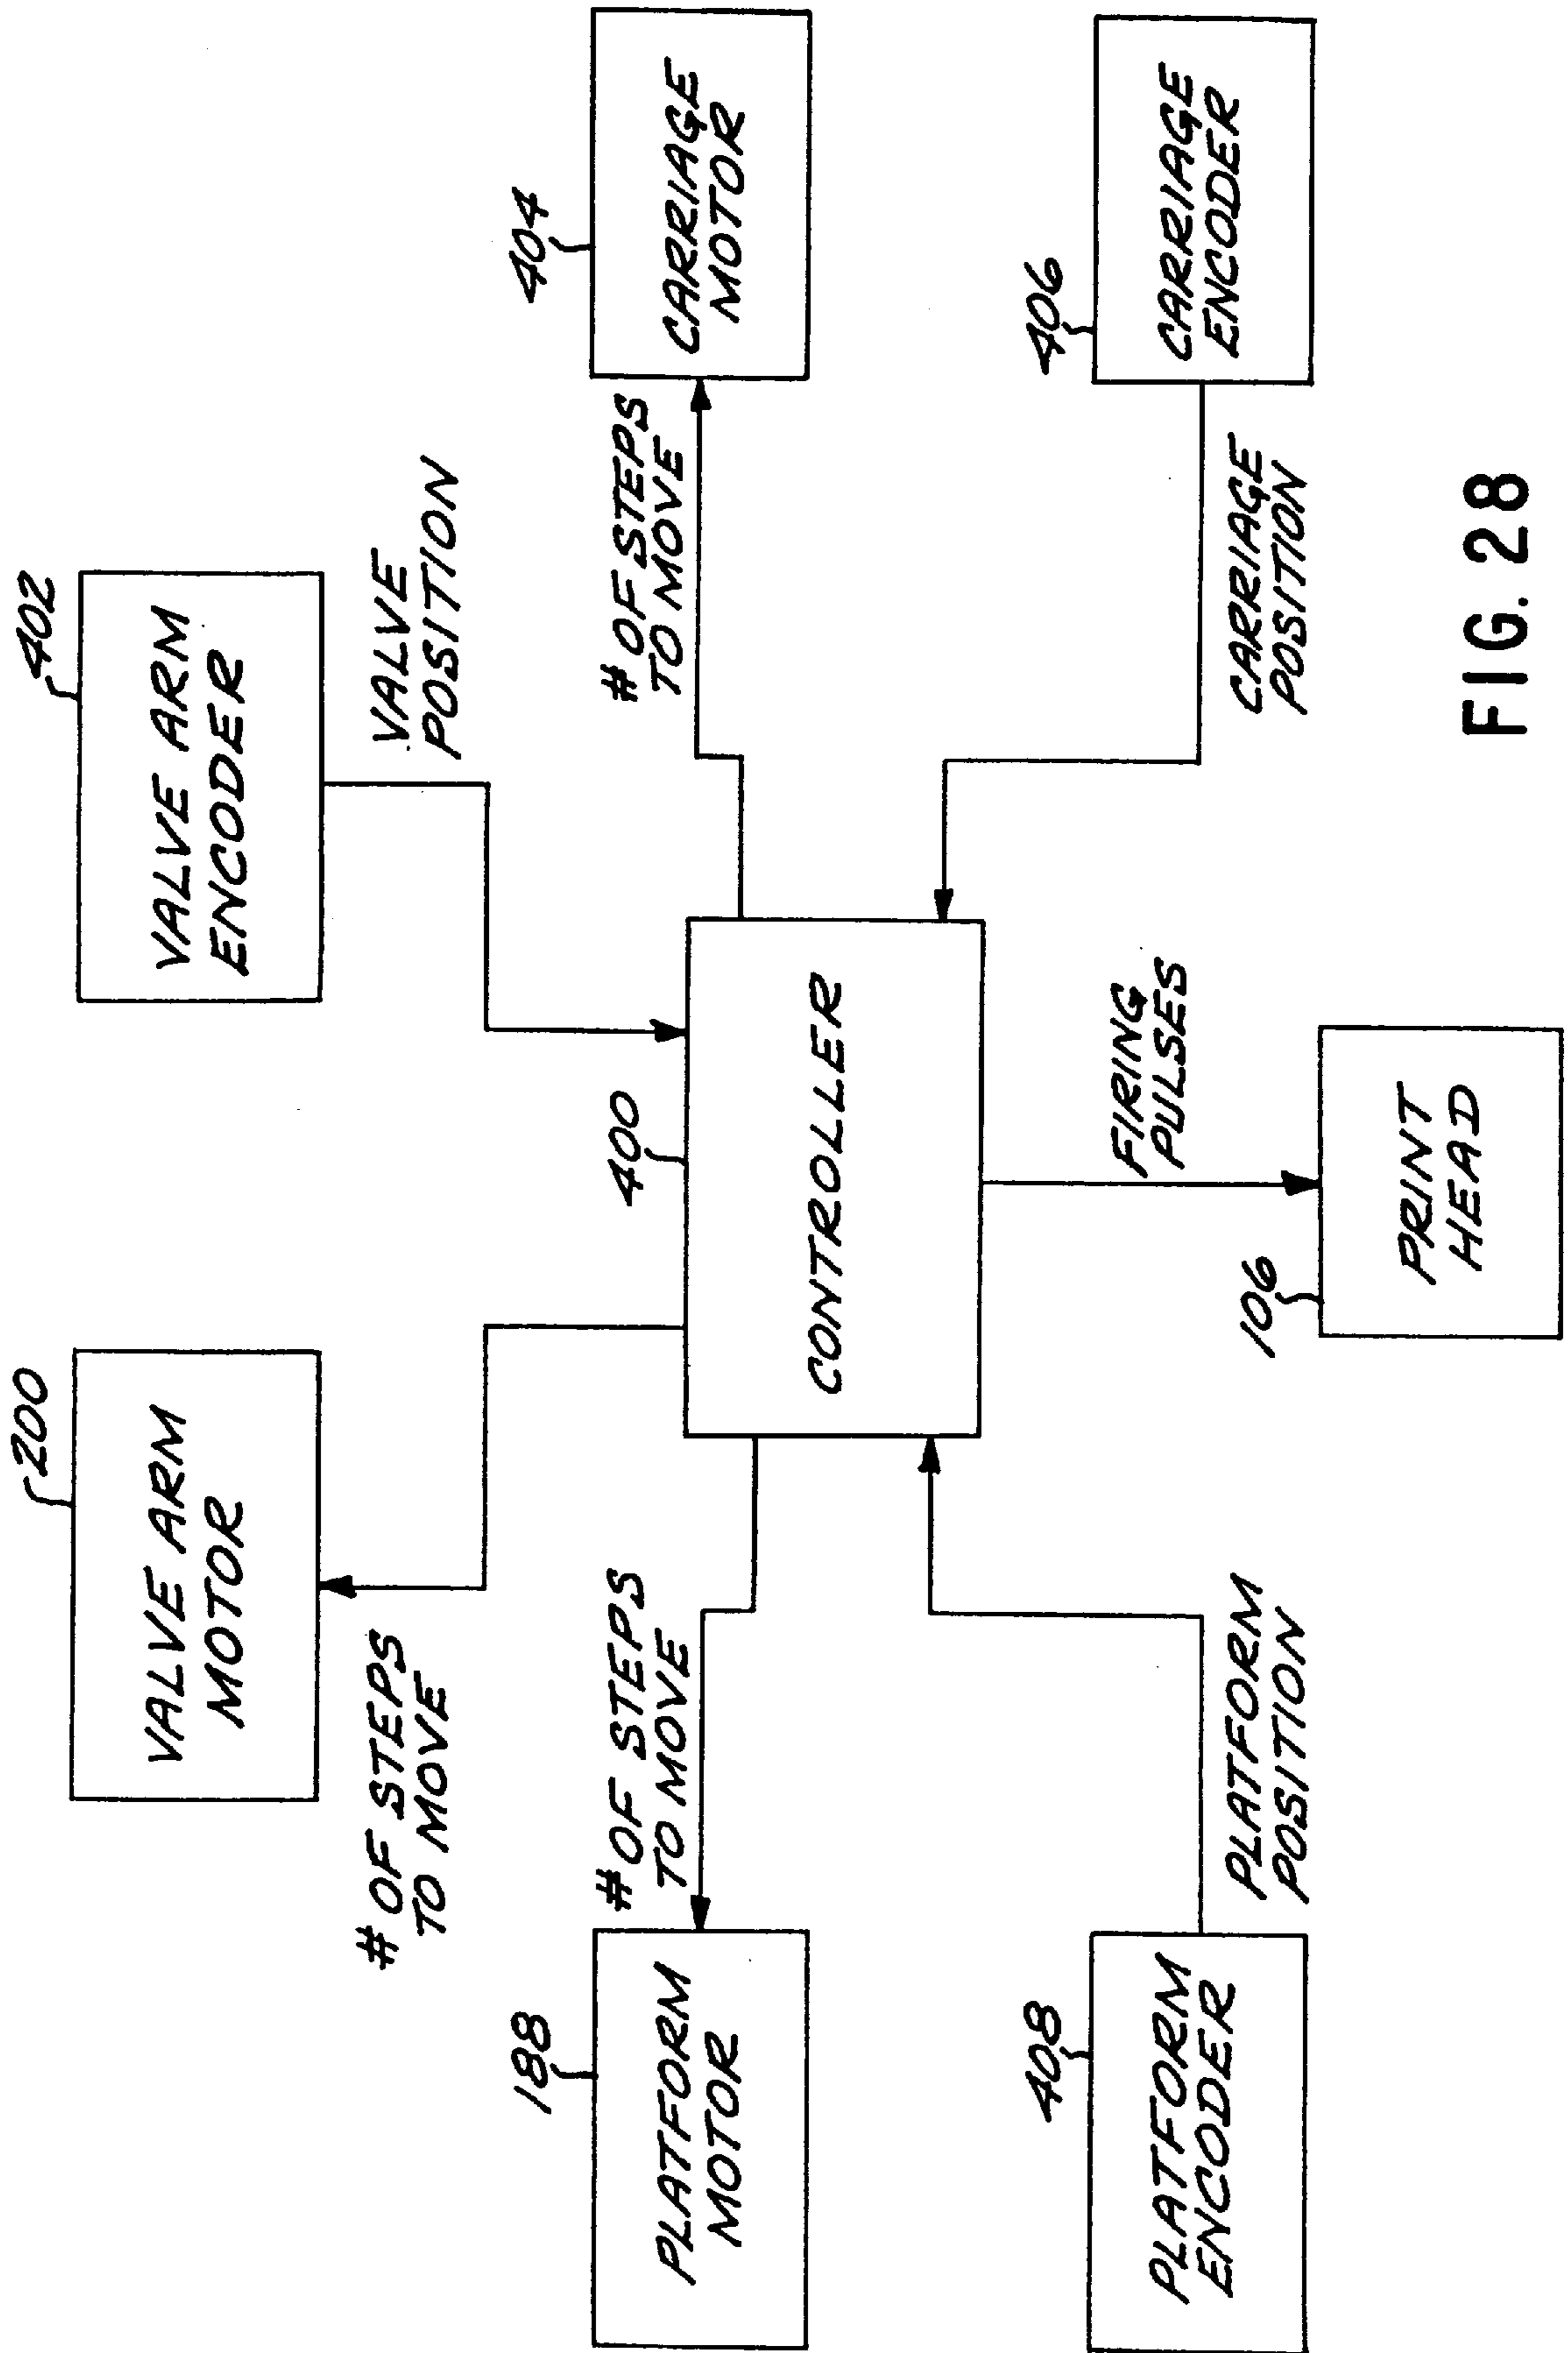 200
VALVE ARM
MOTOR
402
VALVE ARM
ENCODER
# OF STEPS
TO MOVE
VALVE
POSITION
188
PLATFORM
MOTOR
# OF STEPS
TO MOVE
400
CONTROLLER
# OF STEPS
TO MOVE
404
CARRIAGE
MOTOR
408
PLATFORM
ENCODER
PLATFORM
POSITION
FIRING
PULSES
106
PRINT
HEAD
CARRIAGE
POSITION
406
CARRIAGE
ENCODER
FIG. 28